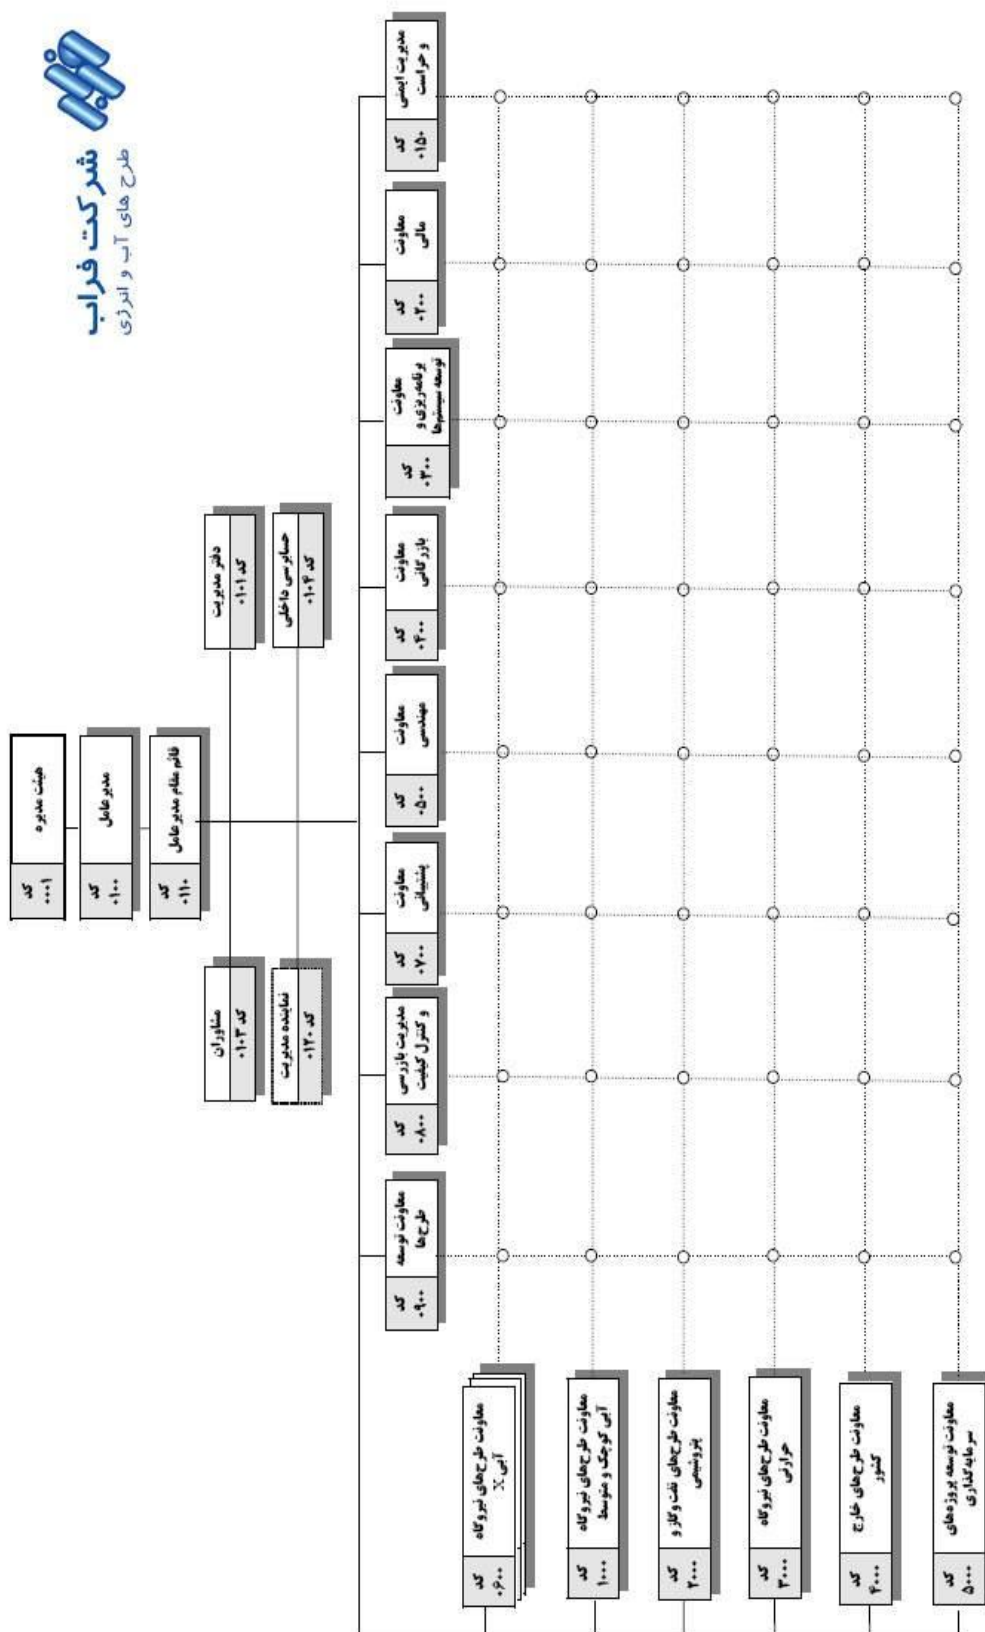 شرکت فراب
طرح های آب و انرژی
هیئت مدیره
کد
۰۰۰۱
مدیرعامل
کد
۰۱۰۰
قائم مقام مدیرعامل
کد
۰۱۱۰
دفتر مدیریت
کد ۰۱۰۱
حسابرسی داخلی
کد ۰۱۰۴
مشاوران
کد ۰۱۰۳
نماینده مدیریت
کد ۰۱۲۰
مدیریت ایمنی
و حراست
کد
۰۱۵۰
معاونت
مالی
کد
۰۲۰۰
معاونت
برنامه‌ریزی و
توسعه سیستم‌ها
کد
۰۳۰۰
معاونت
بازرگانی
کد
۰۴۰۰
معاونت
مهندسی
کد
۰۵۰۰
معاونت
پشتیبانی
کد
۰۷۰۰
مدیریت بازرسی
و کنترل کیفیت
کد
۰۸۰۰
معاونت توسعه
طرح‌ها
کد
۰۹۰۰
معاونت طرح‌های نیروگاه
آبی X
کد
۰۶۰۰
معاونت طرح‌های نیروگاه
آبی کوچک و متوسط
کد
۱۰۰۰
معاونت طرح‌های نفت و گاز و
پتروشیمی
کد
۲۰۰۰
معاونت طرح‌های نیروگاه
حرارتی
کد
۳۰۰۰
معاونت طرح‌های خارج
کشور
کد
۴۰۰۰
معاونت توسعه پروژه‌های
سرمایه‌گذاری
کد
۵۰۰۰